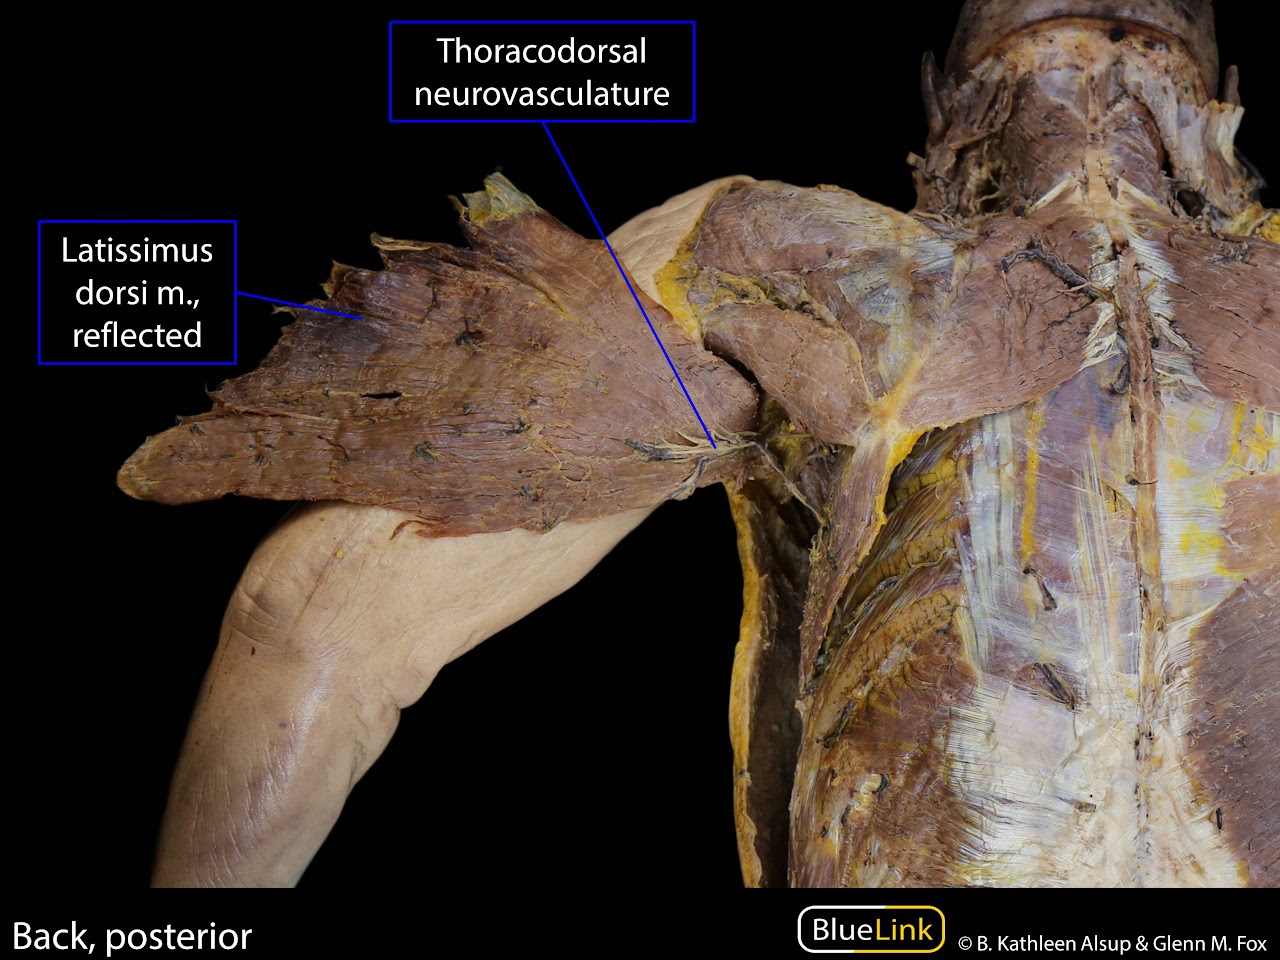 Thoracodorsal
neurovasculature
Latissimus
dorsi m.,
reflected
Back, posterior
BlueLink
© B. Kathleen Alsup & Glenn M. Fox